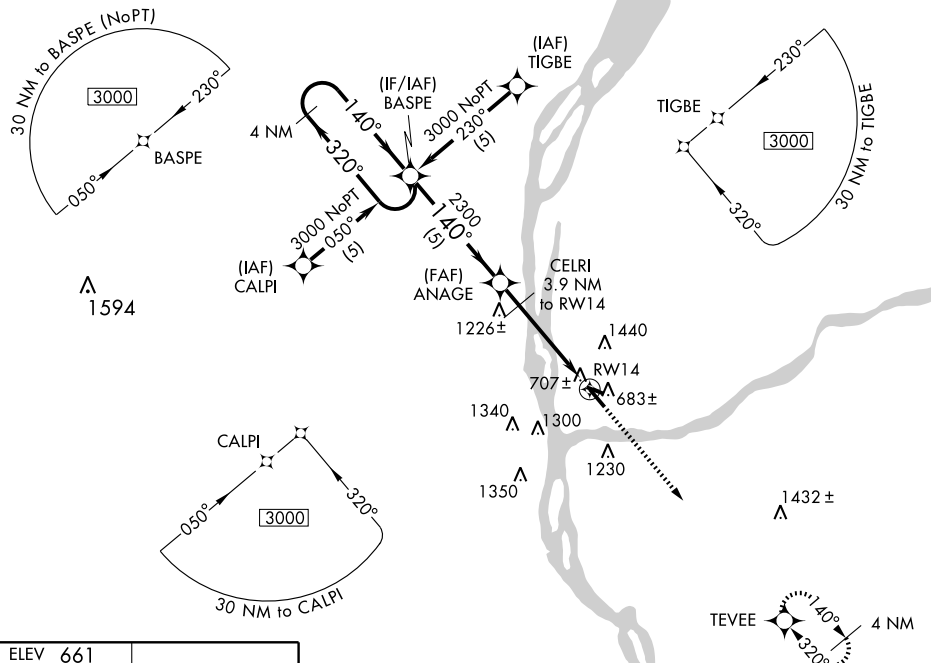 30 NM to BASPE (NoPT)
3000
230°
BASPE
050°
(IF/IAF)
BASPE
(IAF)
TIGBE
4 NM
140°
320°
3000 NoPT
230°
(5)
3000 NoPT
050°
(5)
(IAF)
CALPI
2300
140°
(5)
TIGBE
230°
3000
320°
30 NM to TIGBE
1594
(FAF)
ANAGE
CELRI
3.9 NM
to RW14
1226±
1440
RW14
707±
683±
1340
1300
1230
1350
1432 ±
CALPI
050°
320°
3000
30 NM to CALPI
TEVEE
140°
320°
4 NM
ELEV 661